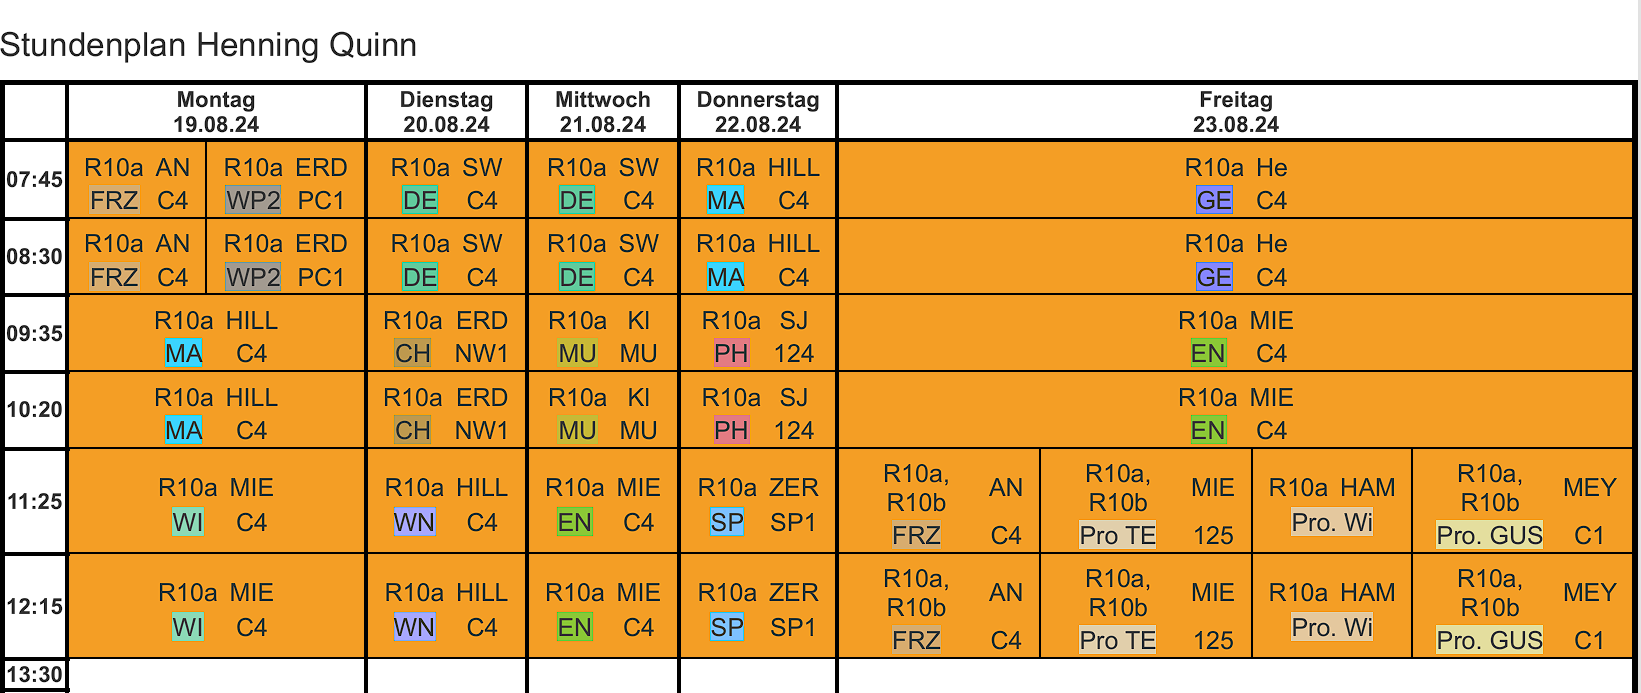 Stundenplan Henning Quinn
Montag Dienstag Mittwoch Donnerstag Freitag
19.08.24 20.08.24 21.08.24 22.08.24 23.08.24
07:45
R10a AN R10a ERD R10a SW R10a SW R10a HILL R10a He
FRZ C4 WP2 PC1 DE C4 DE C4 MA C4 GE C4
08:30
R10a AN R10a ERD R10a SW R10a SW R10a HILL R10a He
FRZ C4 WP2 PC1 DE C4 DE C4 MA C4 GE C4
09:35
R10a HILL R10a ERD R10a KI R10a SJ R10a MIE
MA C4 CH NW1 MU MU PH 124 EN C4
10:20
R10a HILL R10a ERD R10a KI R10a SJ R10a MIE
MA C4 CH NW1 MU MU PH 124 EN C4
11:25
R10a MIE R10a HILL R10a MIE R10a ZER R10a, R10b AN R10a, R10b MIE R10a HAM R10a, R10b MEY
WI C4 WN C4 EN C4 SP SP1 FRZ C4 Pro TE 125 Pro. Wi Pro. GUS C1
12:15
R10a MIE R10a HILL R10a MIE R10a ZER R10a, R10b AN R10a, R10b MIE R10a HAM R10a, R10b MEY
WI C4 WN C4 EN C4 SP SP1 FRZ C4 Pro TE 125 Pro. Wi Pro. GUS C1
13:30